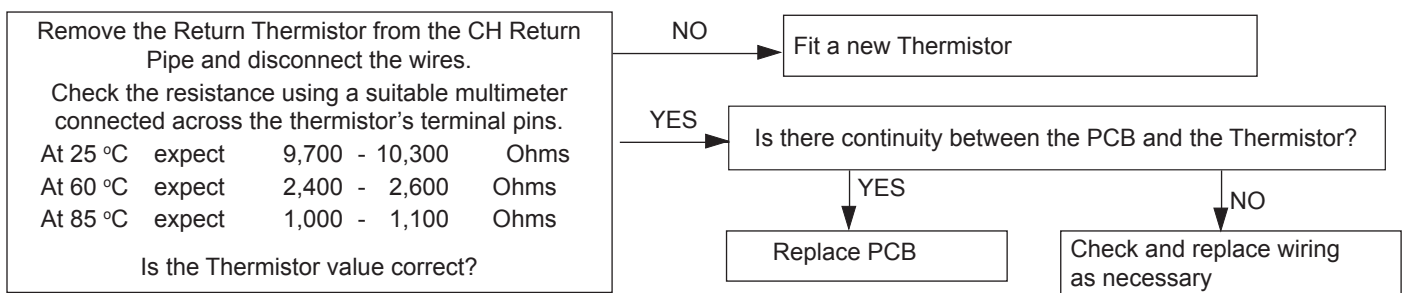 Remove the Return Thermistor from the CH Return
Pipe and disconnect the wires.
Check the resistance using a suitable multimeter
connected across the thermistor's terminal pins.
At 25 ºC expect 9,700 - 10,300 Ohms
At 60 ºC expect 2,400 - 2,600 Ohms
At 85 ºC expect 1,000 - 1,100 Ohms
Is the Thermistor value correct?
NO
Fit a new Thermistor
YES
Is there continuity between the PCB and the Thermistor?
YES
Replace PCB
NO
Check and replace wiring
as necessary